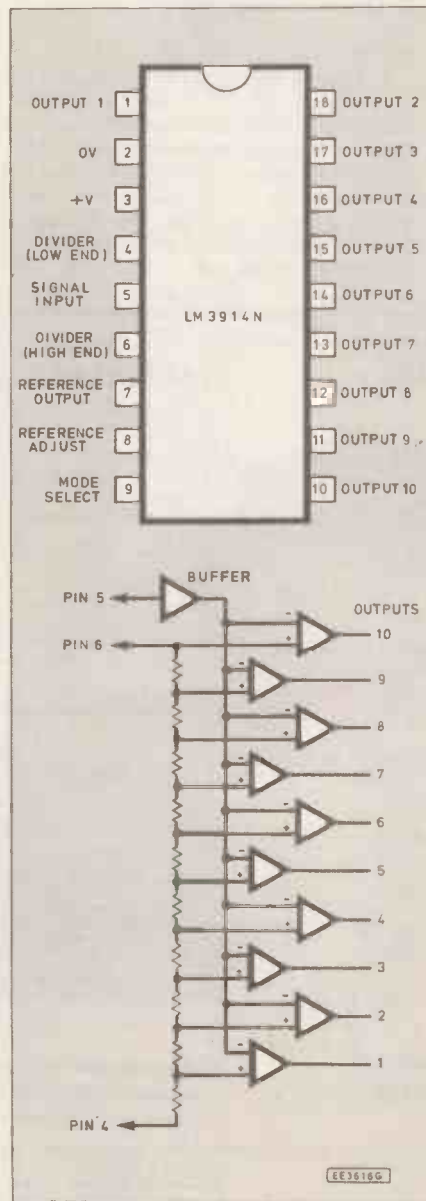 OUTPUT 1 1
0V 2
+V 3
DIVIDER
(LOW END) 4
SIGNAL
INPUT 5
DIVIDER
(HIGH END) 6
REFERENCE
OUTPUT 7
REFERENCE
ADJUST 8
MODE
SELECT 9
LM3914N
18 OUTPUT 2
17 OUTPUT 3
16 OUTPUT 4
15 OUTPUT 5
14 OUTPUT 6
13 OUTPUT 7
12 OUTPUT 8
11 OUTPUT 9
10 OUTPUT 10
BUFFER
PIN 5
PIN 6
OUTPUTS
- + 10
- + 9
- + 8
- + 7
- + 6
- + 5
- + 4
- + 3
- + 2
- + 1
PIN 4
EE3616G